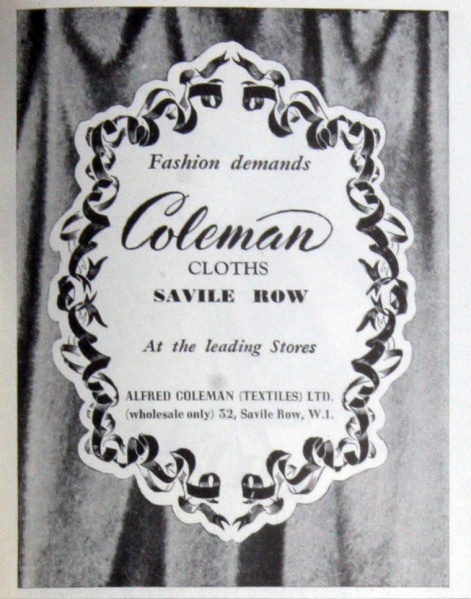 Fashion demands
Coleman
CLOTHS
SAVILE ROW
At the leading Stores
ALFRED COLEMAN (TEXTILES) LTD.
(wholesale only) 32, Savile Row, W.1.